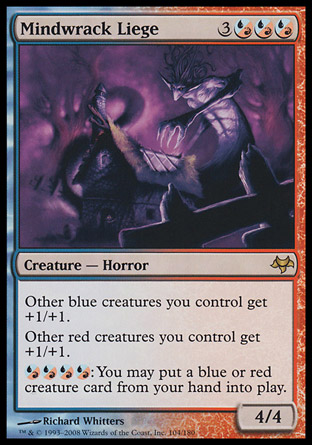 Mindwrack Liege 3
Creature — Horror
Other blue creatures you control get
+1/+1.
Other red creatures you control get
+1/+1.
: You may put a blue or red
creature card from your hand into play.
Richard Whitters
™ & © 1993-2008 Wizards of the Coast, Inc. 104/180
4/4